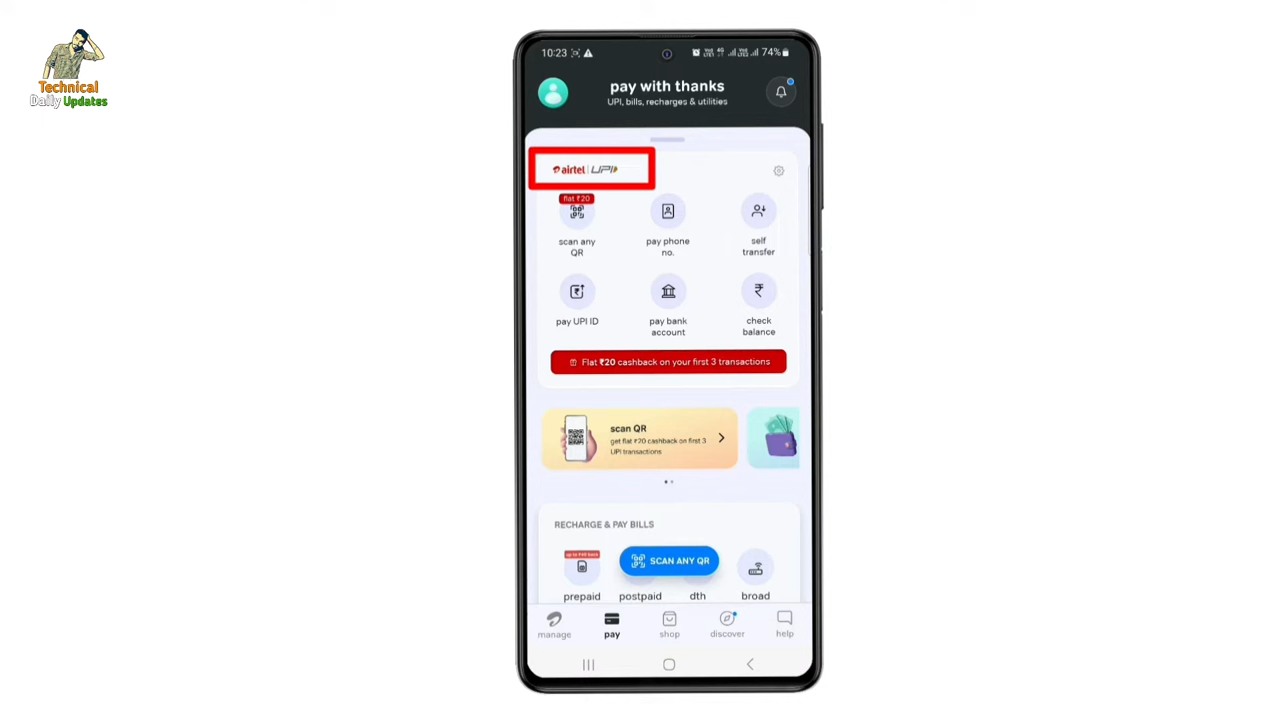 Technical
Daily Updates
10:23 74%
pay with thanks
UPI, bills, recharges & utilities
airtel | UPI
flat ₹20
scan any
QR
pay phone
no.
self
transfer
pay UPI ID
pay bank
account
check
balance
Flat ₹20 cashback on your first 3 transactions
scan QR
get flat ₹20 cashback on first 3
UPI transactions
RECHARGE & PAY BILLS
SCAN ANY QR
prepaid postpaid dth broad
manage pay shop discover help